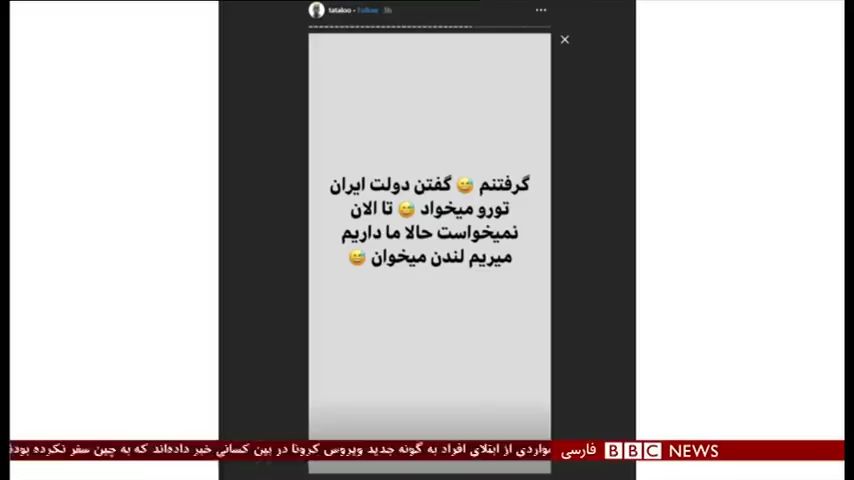 tataloo • Follow 3h
گرفتنم 😅 گفتن دولت ایران
تورو میخواد 😅 تا الان
نمیخواست حالا ما داریم
میریم لندن میخوان 😅
مواردی از ابتلای افراد به گونه جدید ویروس کرونا در بین کسانی خبر داده‌اند که به چین سفر نکرده بودند
BBC NEWS فارسی